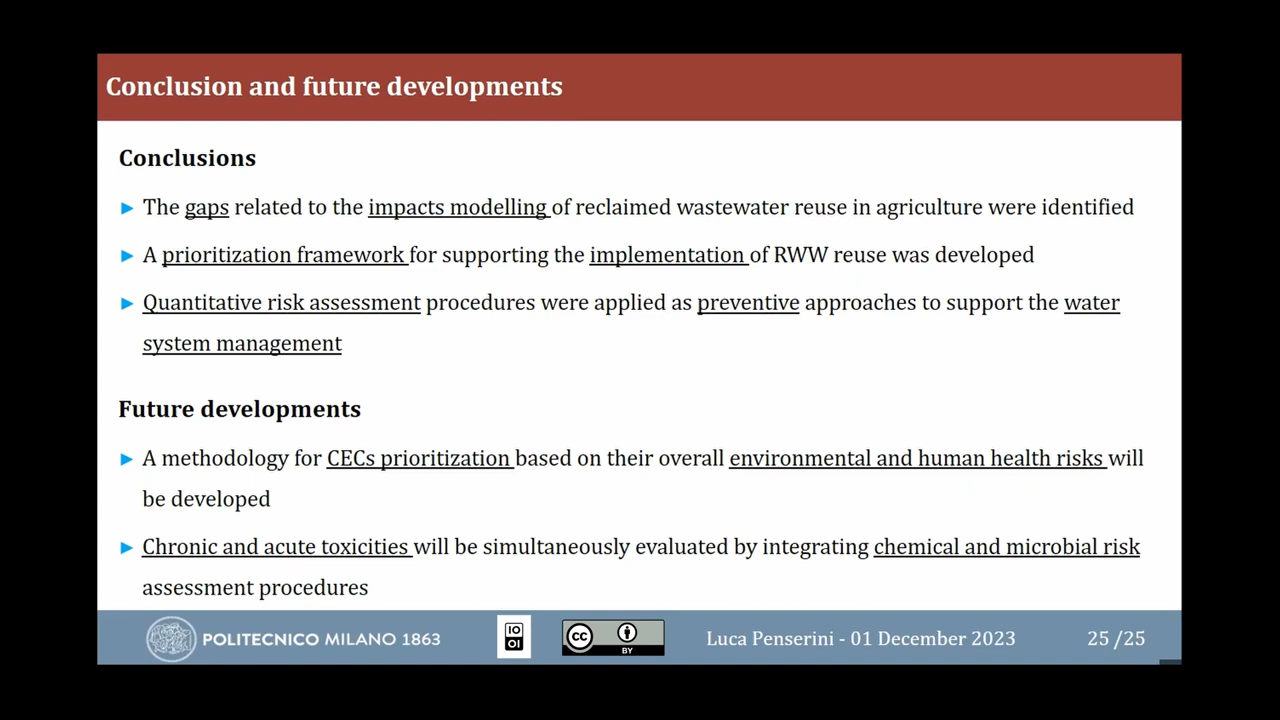 Conclusion and future developments
Conclusions
The gaps related to the impacts modelling of reclaimed wastewater reuse in agriculture were identified
A prioritization framework for supporting the implementation of RWW reuse was developed
Quantitative risk assessment procedures were applied as preventive approaches to support the water
system management
Future developments
A methodology for CECs prioritization based on their overall environmental and human health risks will
be developed
Chronic and acute toxicities will be simultaneously evaluated by integrating chemical and microbial risk
assessment procedures
POLITECNICO MILANO 1863
IO
OI
CC
BY
Luca Penserini - 01 December 2023
25 /25